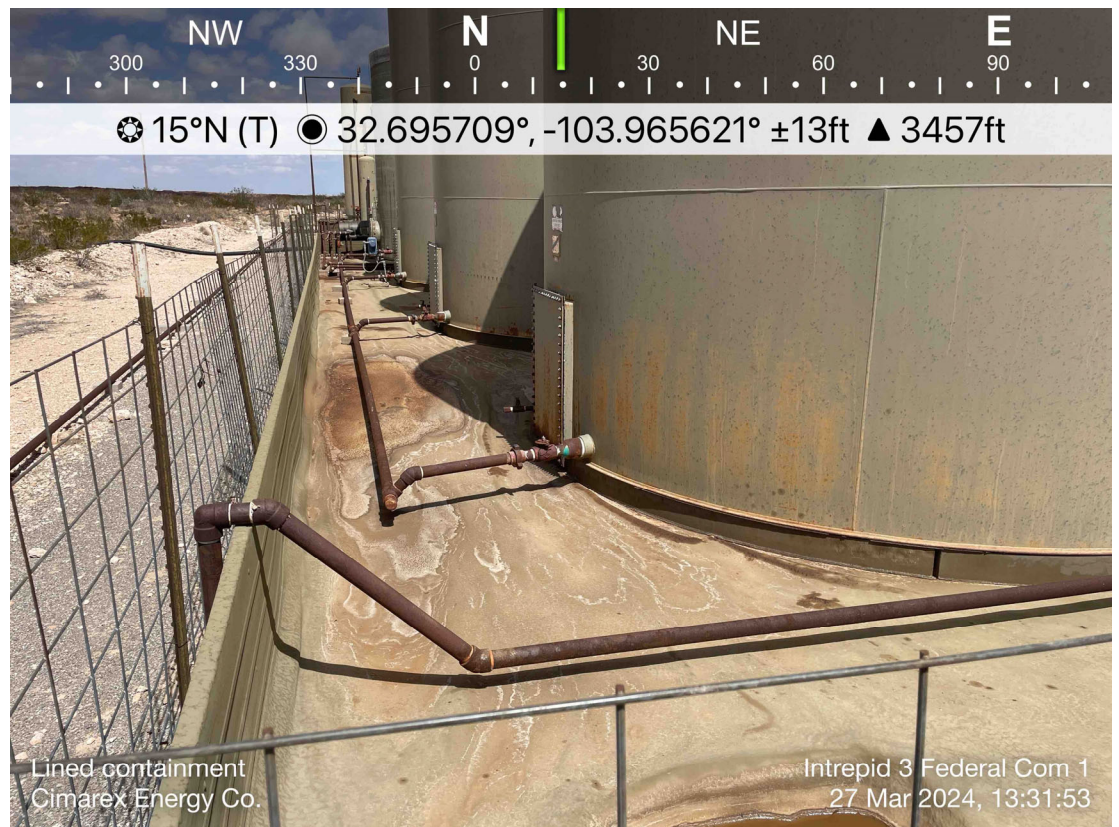 NW N NE E
300 330 0 30 60 90
15°N (T) 32.695709°, -103.965621° ±13ft ▲ 3457ft
Lined containment
Cimarex Energy Co.
Intrepid 3 Federal Com 1
27 Mar 2024, 13:31:53